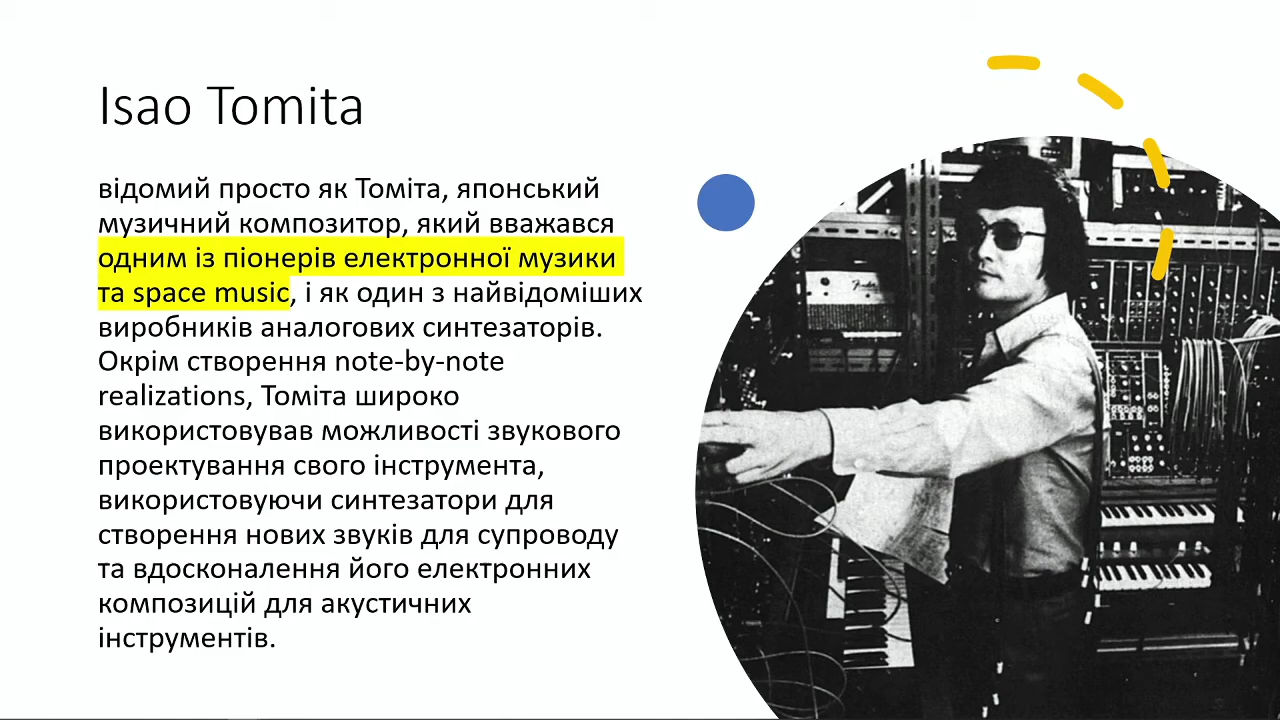 Isao Tomita
відомий просто як Томіта, японський
музичний композитор, який вважався
одним із піонерів електронної музики
та space music, і як один з найвідоміших
виробників аналогових синтезаторів.
Окрім створення note-by-note
realizations, Томіта широко
використовував можливості звукового
проектування свого інструмента,
використовуючи синтезатори для
створення нових звуків для супроводу
та вдосконалення його електронних
композицій для акустичних
інструментів.